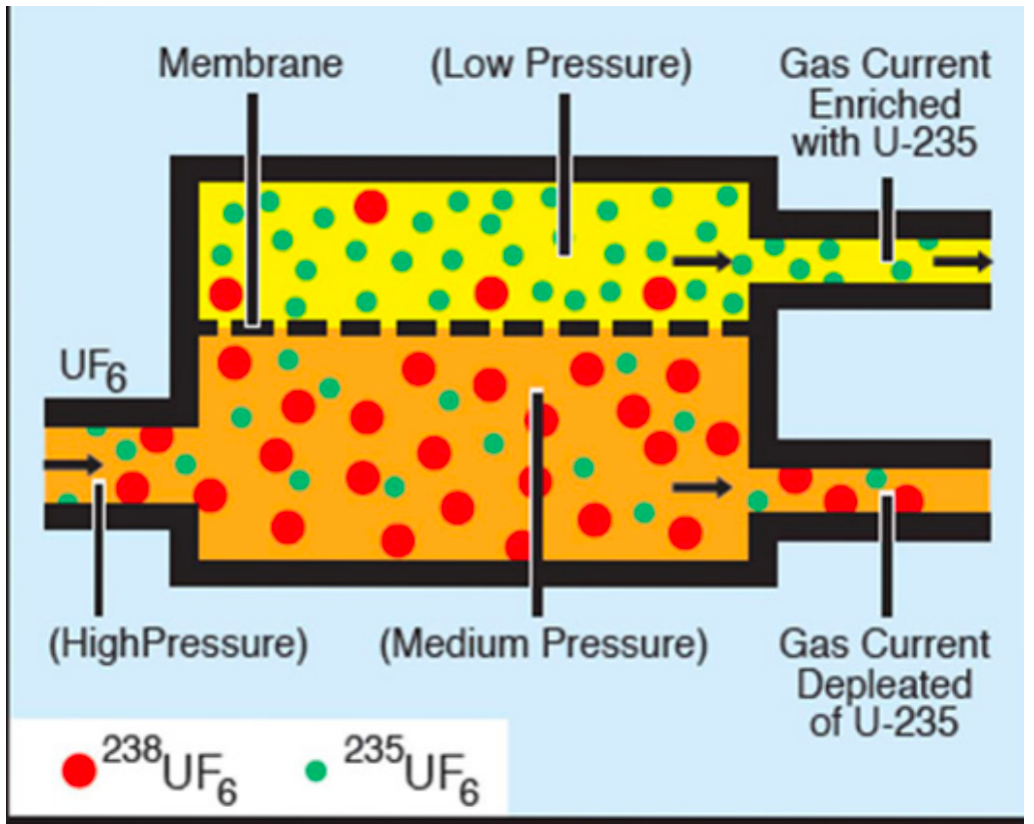 Membrane
(Low Pressure)
Gas Current
Enriched
with U-235
UF6
(HighPressure)
(Medium Pressure)
Gas Current
Depleated
of U-235
238UF6
235UF6